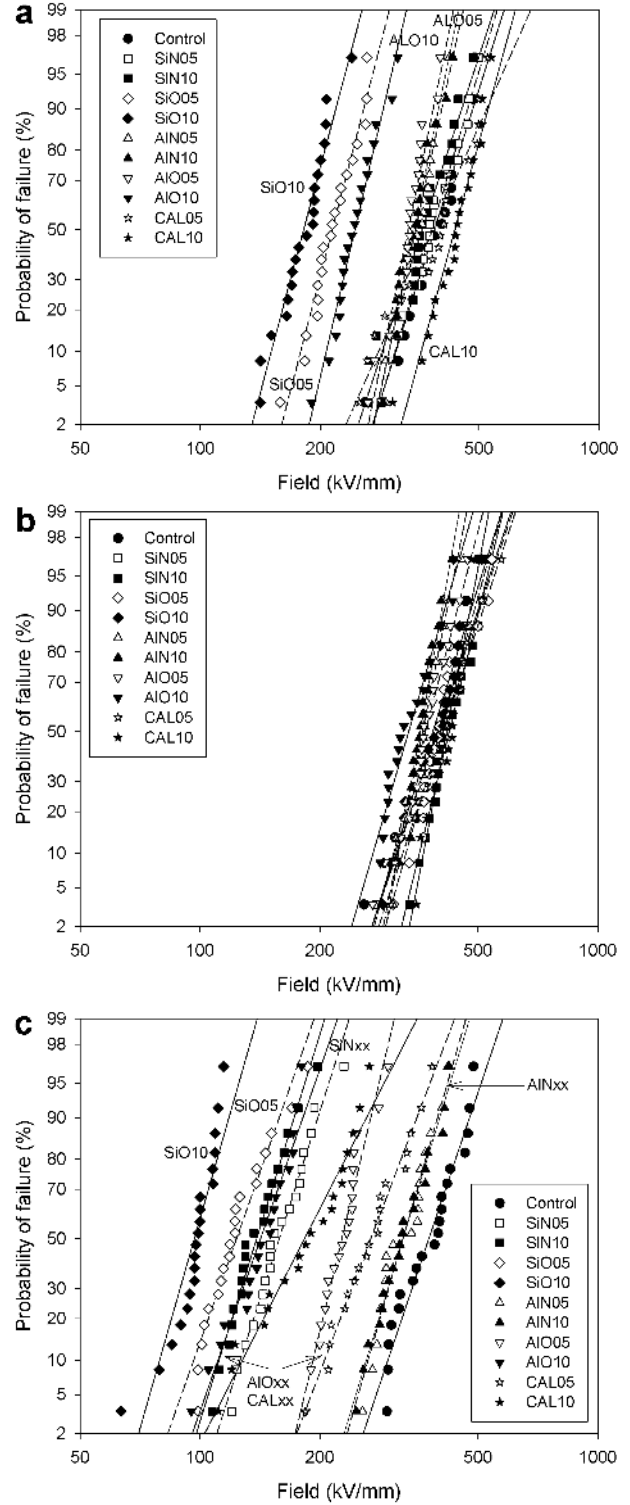 a
Probability of failure (%)
99
98
95
90
80
70
50
30
20
10
5
2
Control
SiN05
SIN10
SiO05
SiO10
AlN05
AlN10
AlO05
AlO10
CAL05
CAL10
ALO05
ALO10
SiO10
SiO05
CAL10
50 100 200 500 1000
Field (kV/mm)
b
Probability of failure (%)
99
98
95
90
80
70
50
30
20
10
5
2
Control
SiN05
SIN10
SiO05
SiO10
AlN05
AlN10
AlO05
AlO10
CAL05
CAL10
50 100 200 500 1000
Field (kV/mm)
c
Probability of failure (%)
99
98
95
90
80
70
50
30
20
10
5
2
SiNxx
AlNxx
SiO05
SiO10
Control
SiN05
SIN10
SiO05
SiO10
AlN05
AlN10
AlO05
AlO10
CAL05
CAL10
AlOxx
CALxx
50 100 200 500 1000
Field (kV/mm)